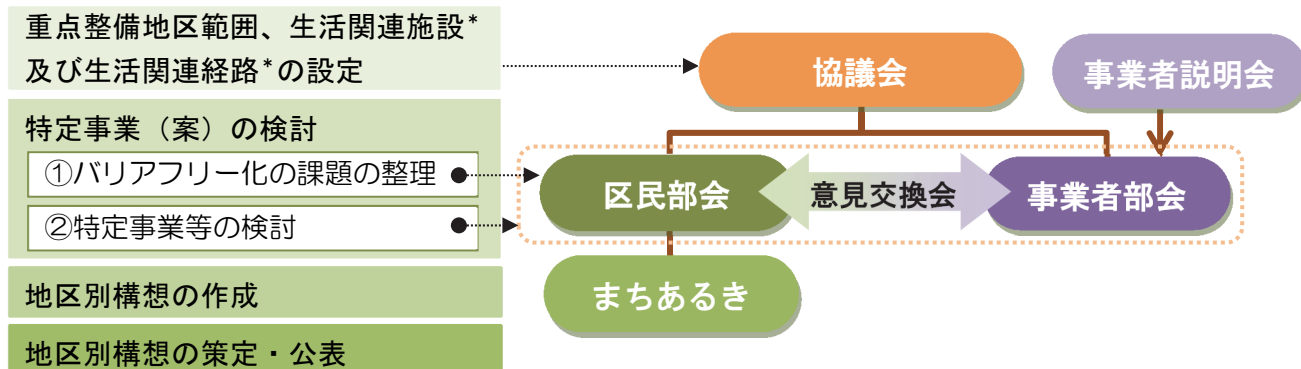 重点整備地区範囲、生活関連施設*
及び生活関連経路*の設定
特定事業（案）の検討
①バリアフリー化の課題の整理
②特定事業等の検討
地区別構想の作成
地区別構想の策定・公表
協議会
事業者説明会
区民部会
意見交換会
事業者部会
まちあるき